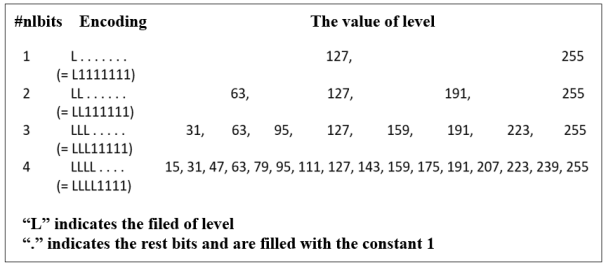 #nlbits Encoding The value of level
1 L....... 127, 255
(= L1111111)
2 LL...... 63, 127, 191, 255
(= LL111111)
3 LLL..... 31, 63, 95, 127, 159, 191, 223, 255
(= LLL11111)
4 LLLL.... 15, 31, 47, 63, 79, 95, 111, 127, 143, 159, 175, 191, 207, 223, 239, 255
(= LLLL1111)
“L” indicates the filed of level
“.” indicates the rest bits and are filled with the constant 1